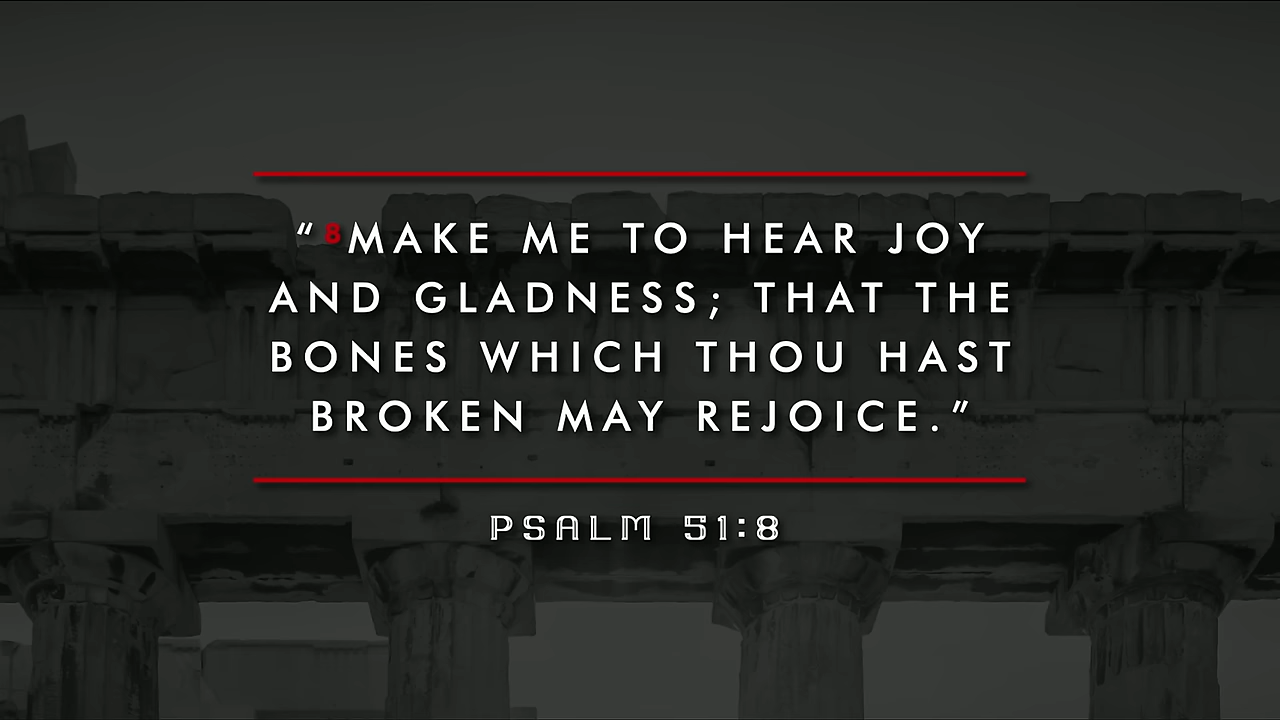 “ 8MAKE ME TO HEAR JOY
AND GLADNESS; THAT THE
BONES WHICH THOU HAST
BROKEN MAY REJOICE.”
PSALM 51:8